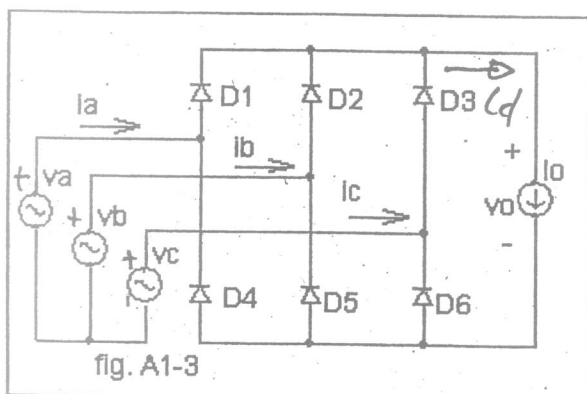 D1
D2
D3
id
ia
ib
ic
+
va
+
vb
+
vc
-
+
io
vo
-
D4
D5
D6
fig. A1-3